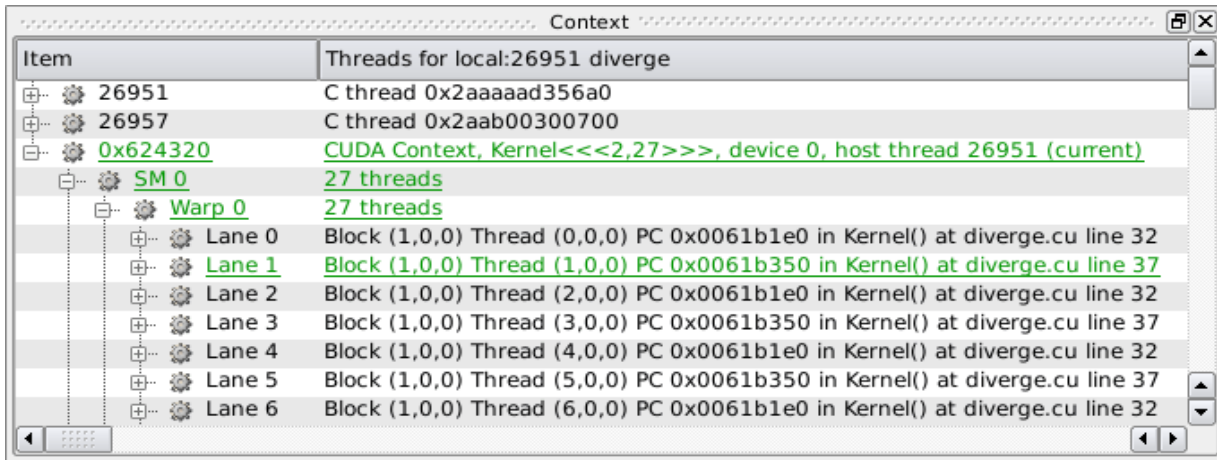 Context
Item Threads for local:26951 diverge
26951 C thread 0x2aaaaad356a0
26957 C thread 0x2aab00300700
0x624320 CUDA Context, Kernel<<<2,27>>>, device 0, host thread 26951 (current)
SM 0 27 threads
Warp 0 27 threads
Lane 0 Block (1,0,0) Thread (0,0,0) PC 0x0061b1e0 in Kernel() at diverge.cu line 32
Lane 1 Block (1,0,0) Thread (1,0,0) PC 0x0061b350 in Kernel() at diverge.cu line 37
Lane 2 Block (1,0,0) Thread (2,0,0) PC 0x0061b1e0 in Kernel() at diverge.cu line 32
Lane 3 Block (1,0,0) Thread (3,0,0) PC 0x0061b350 in Kernel() at diverge.cu line 37
Lane 4 Block (1,0,0) Thread (4,0,0) PC 0x0061b1e0 in Kernel() at diverge.cu line 32
Lane 5 Block (1,0,0) Thread (5,0,0) PC 0x0061b350 in Kernel() at diverge.cu line 37
Lane 6 Block (1,0,0) Thread (6,0,0) PC 0x0061b1e0 in Kernel() at diverge.cu line 32